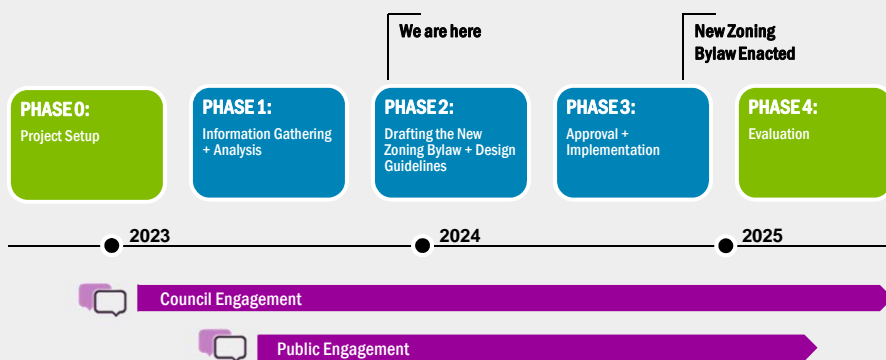 We are here
New Zoning
Bylaw Enacted
PHASE 0:
Project Setup
PHASE 1:
Information Gathering
+ Analysis
PHASE 2:
Drafting the New
Zoning Bylaw + Design
Guidelines
PHASE 3:
Approval +
Implementation
PHASE 4:
Evaluation
2023
2024
2025
Council Engagement
Public Engagement